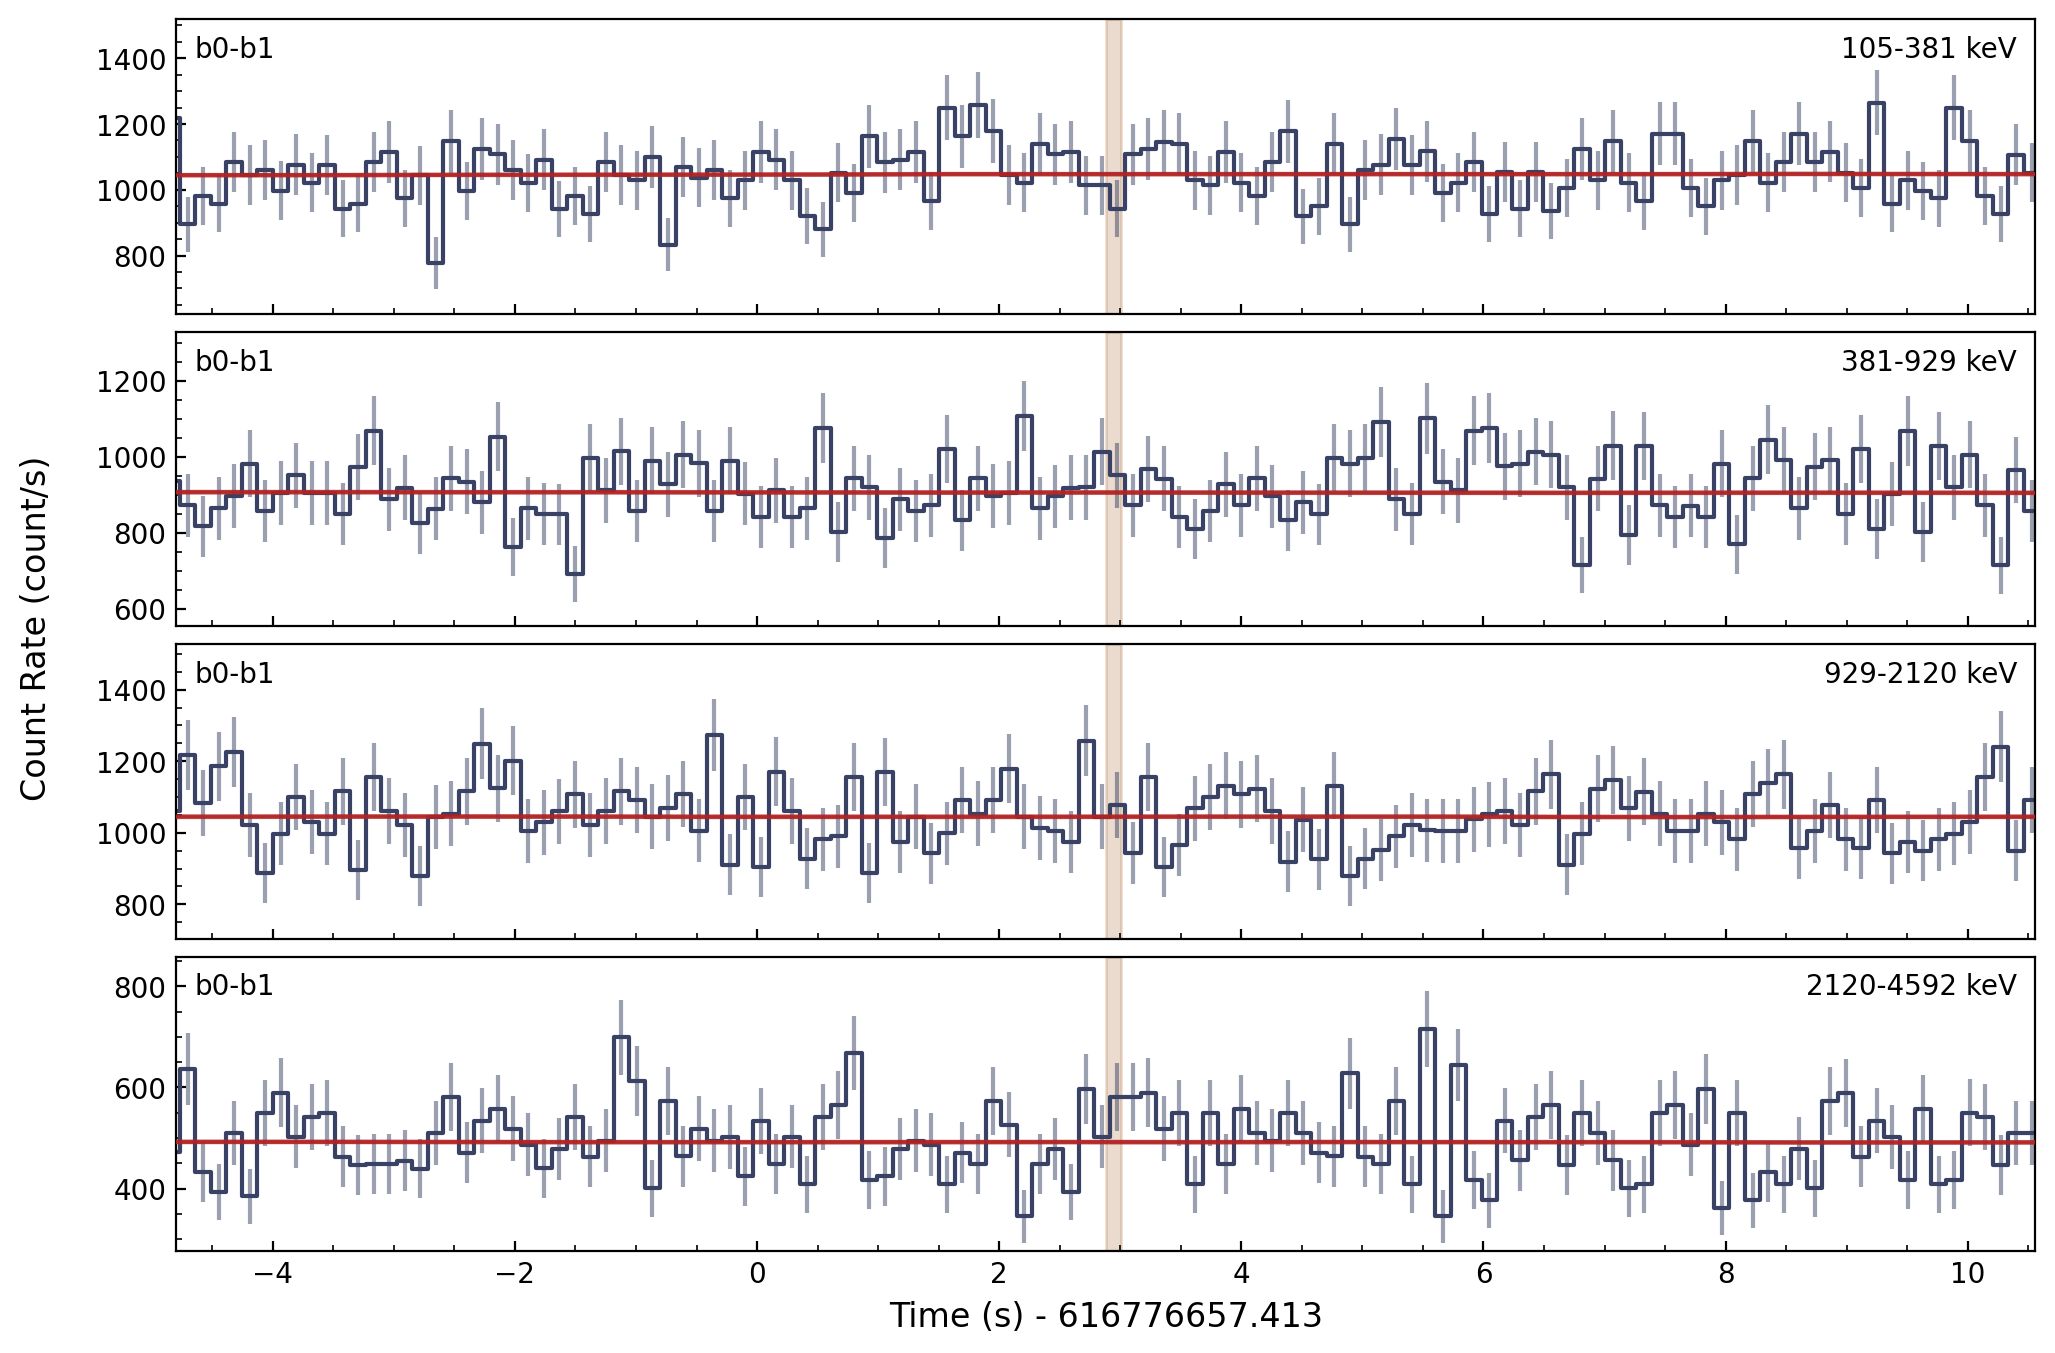 b0-b1 105-381 keV
1400
1200
1000
800
b0-b1 381-929 keV
1200
1000
800
600
b0-b1 929-2120 keV
1400
1200
1000
800
b0-b1 2120-4592 keV
800
600
400
Count Rate (count/s)
−4 −2 0 2 4 6 8 10
Time (s) - 616776657.413